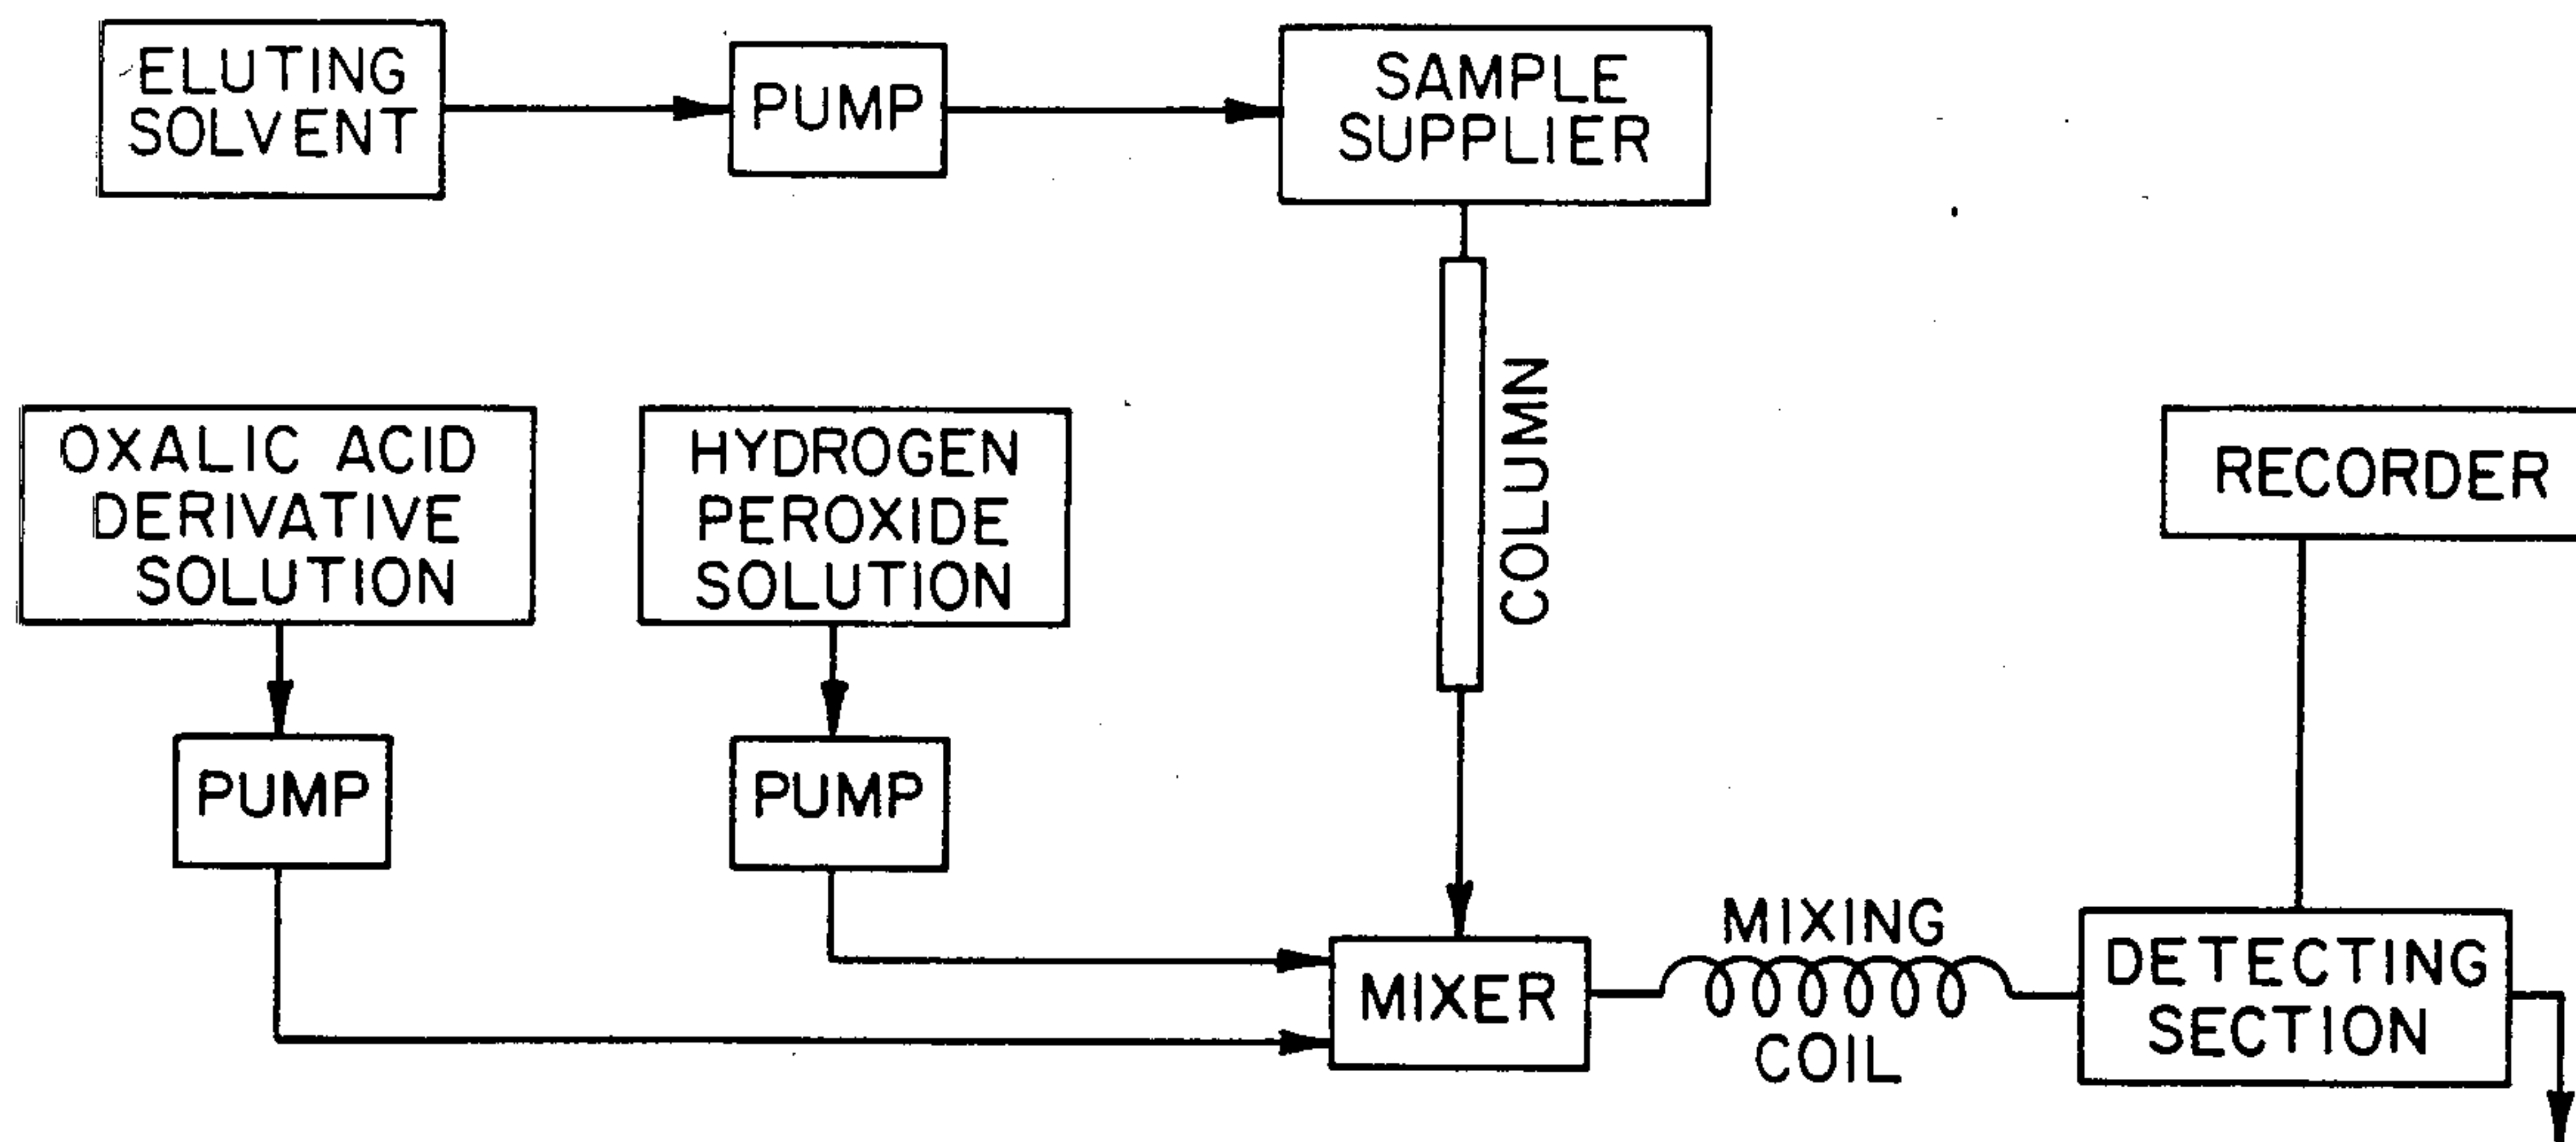 ELUTING
SOLVENT
PUMP
SAMPLE
SUPPLIER
COLUMN
OXALIC ACID
DERIVATIVE
SOLUTION
HYDROGEN
PEROXIDE
SOLUTION
RECORDER
PUMP
PUMP
MIXER
MIXING
COIL
DETECTING
SECTION